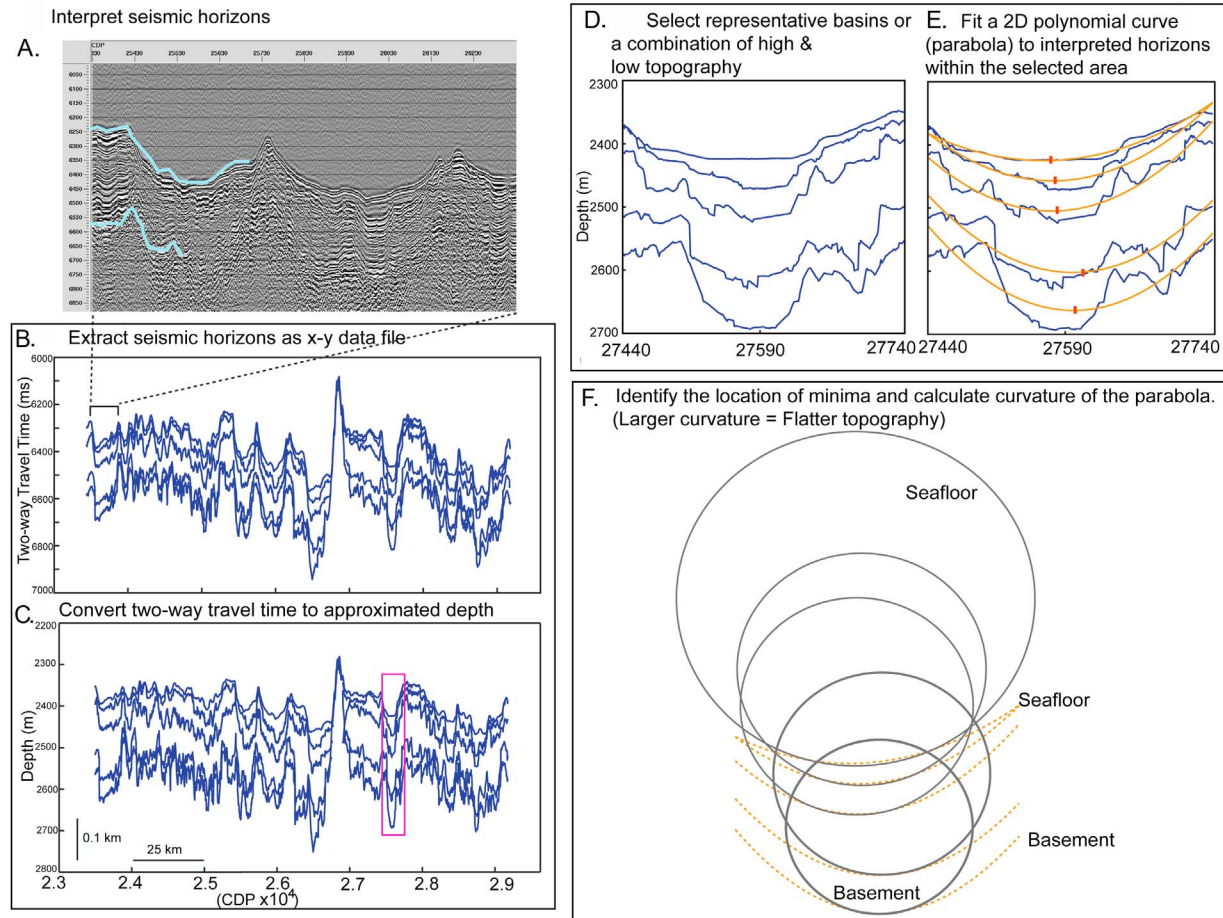 Interpret seismic horizons
A.
CDP
330 25430 25530 25630 25730 25830 25930 26030 26130 26230
6050
6100
6150
6200
6250
6300
6350
6400
6450
6500
6550
6600
6650
6700
6750
6800
6850
B. Extract seismic horizons as x-y data file
Two-way Travel Time (ms)
6000
6200
6400
6600
6800
7000
C. Convert two-way travel time to approximated depth
Depth (m)
2200
2300
2400
2500
2600
2700
2800
0.1 km
25 km
2.3 2.4 2.5 2.6 2.7 2.8 2.9
(CDP x10⁴)
D. Select representative basins or
a combination of high &
low topography
Depth (m)
2300
2400
2500
2600
2700
27440 27590 27740
E. Fit a 2D polynomial curve
(parabola) to interpreted horizons
within the selected area
27440 27590 27740
F. Identify the location of minima and calculate curvature of the parabola.
(Larger curvature = Flatter topography)
Seafloor
Seafloor
Basement
Basement